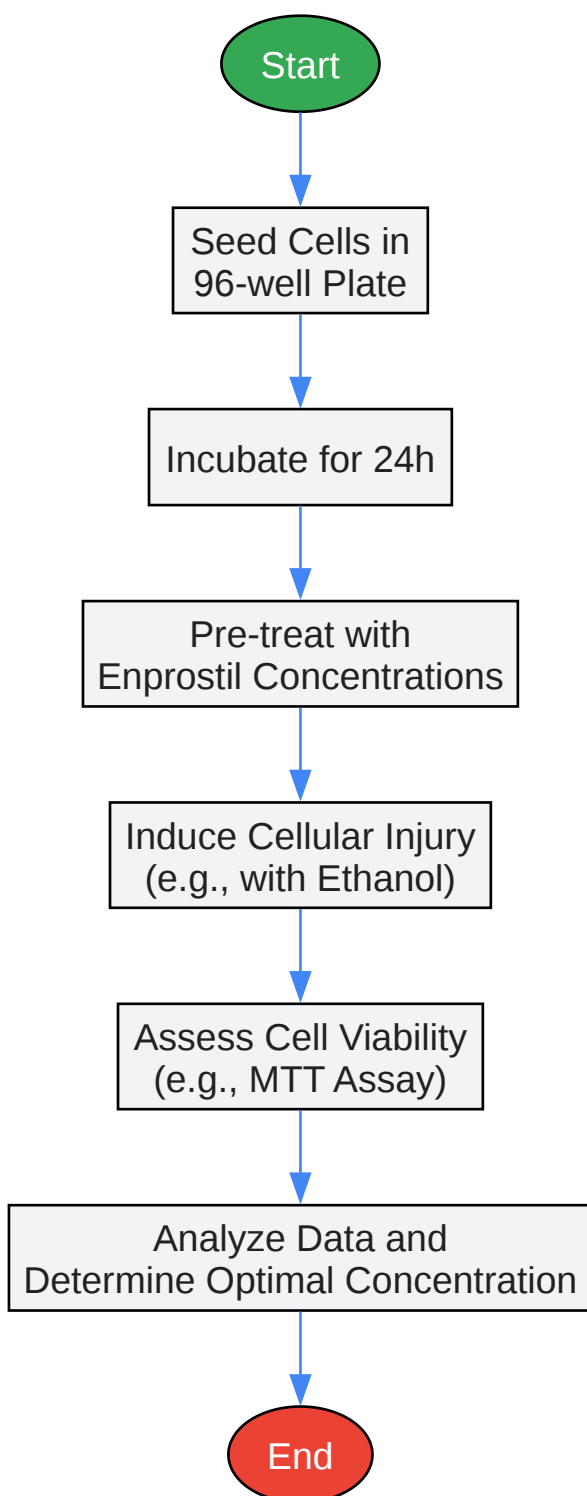 Start
Seed Cells in
96-well Plate
Incubate for 24h
Pre-treat with
Enprostil Concentrations
Induce Cellular Injury
(e.g., with Ethanol)
Assess Cell Viability
(e.g., MTT Assay)
Analyze Data and
Determine Optimal Concentration
End